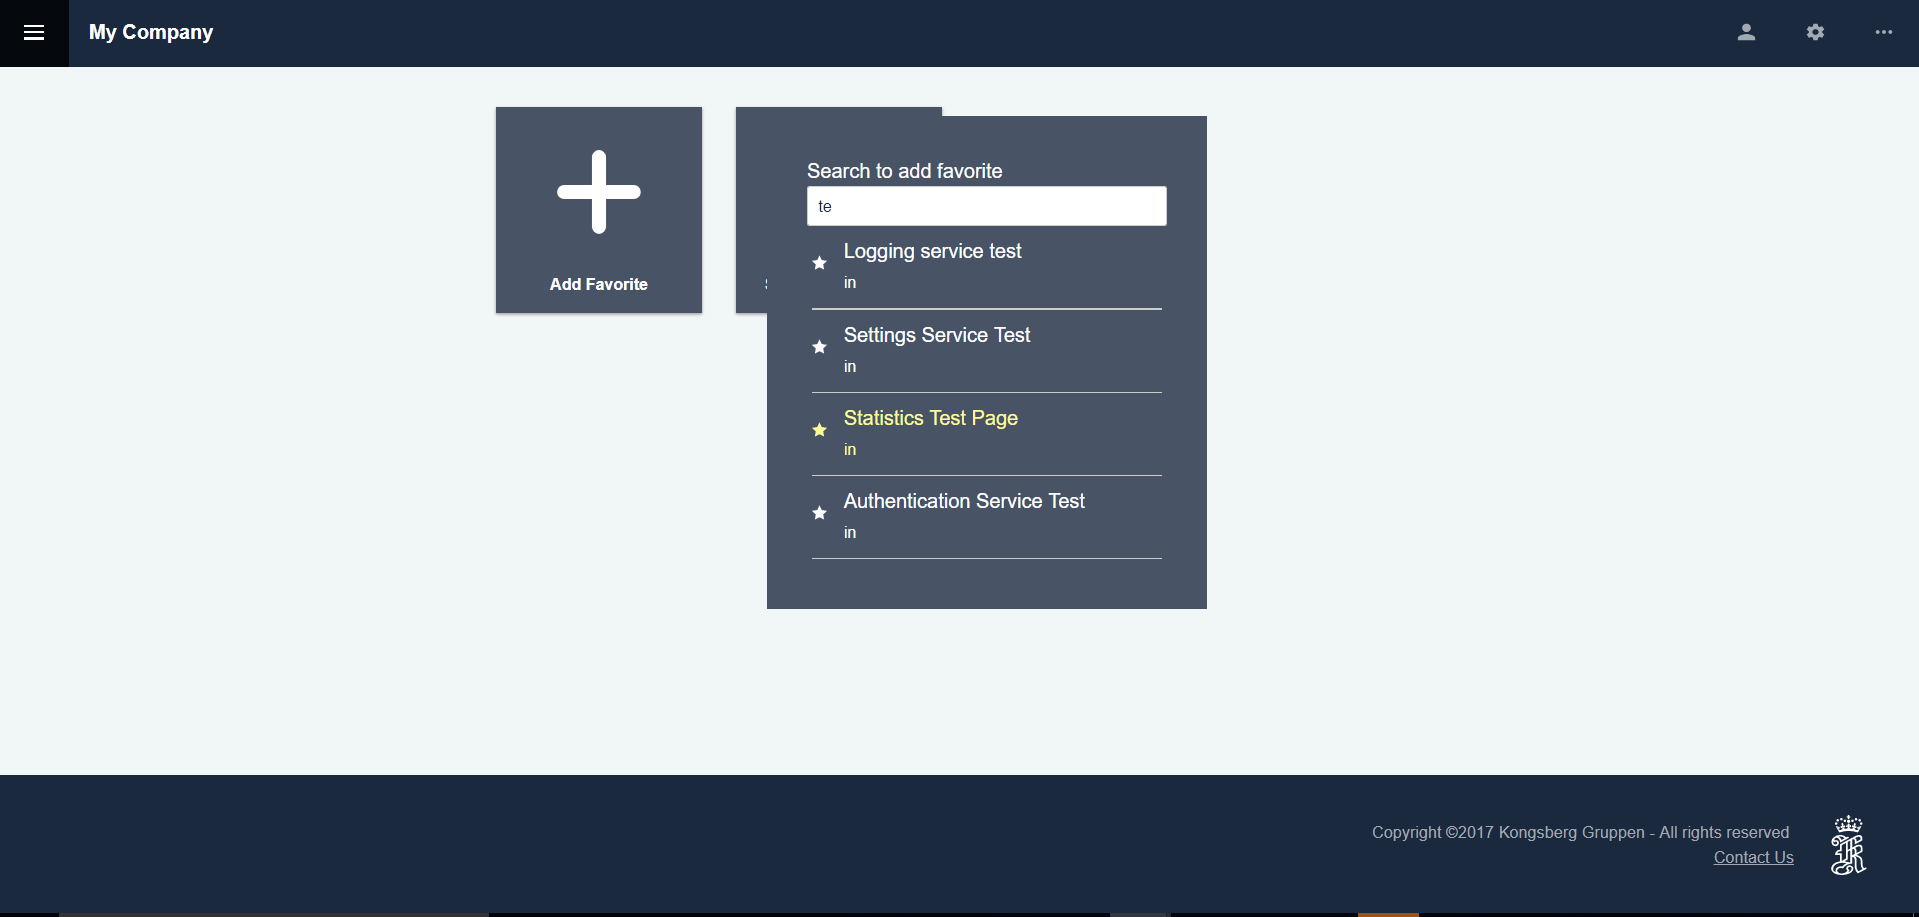 My Company
Add Favorite
Search to add favorite
te
Logging service test
in
Settings Service Test
in
Statistics Test Page
in
Authentication Service Test
in
Copyright ©2017 Kongsberg Gruppen - All rights reserved
Contact Us